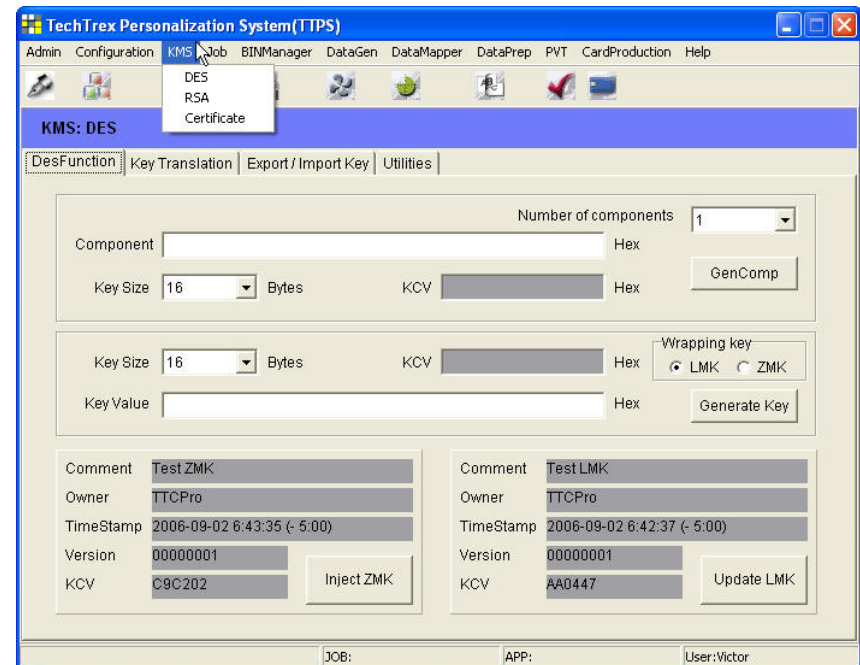 TechTrex Personalization System(TTPS)
Admin Configuration KMS Job BINManager DataGen DataMapper DataPrep PVT CardProduction Help
DES
RSA
Certificate
KMS: DES
DesFunction Key Translation Export / Import Key Utilities
Number of components 1
Component Hex
GenComp
Key Size 16 Bytes KCV Hex
Wrapping key
Key Size 16 Bytes KCV Hex LMK ZMK
Key Value Hex Generate Key
Comment Test ZMK Comment Test LMK
Owner TTCPro Owner TTCPro
TimeStamp 2006-09-02 6:43:35 (- 5:00) TimeStamp 2006-09-02 6:42:37 (- 5:00)
Version 00000001 Version 00000001
KCV C9C202 Inject ZMK KCV AA0447 Update LMK
JOB: APP: User:Victor